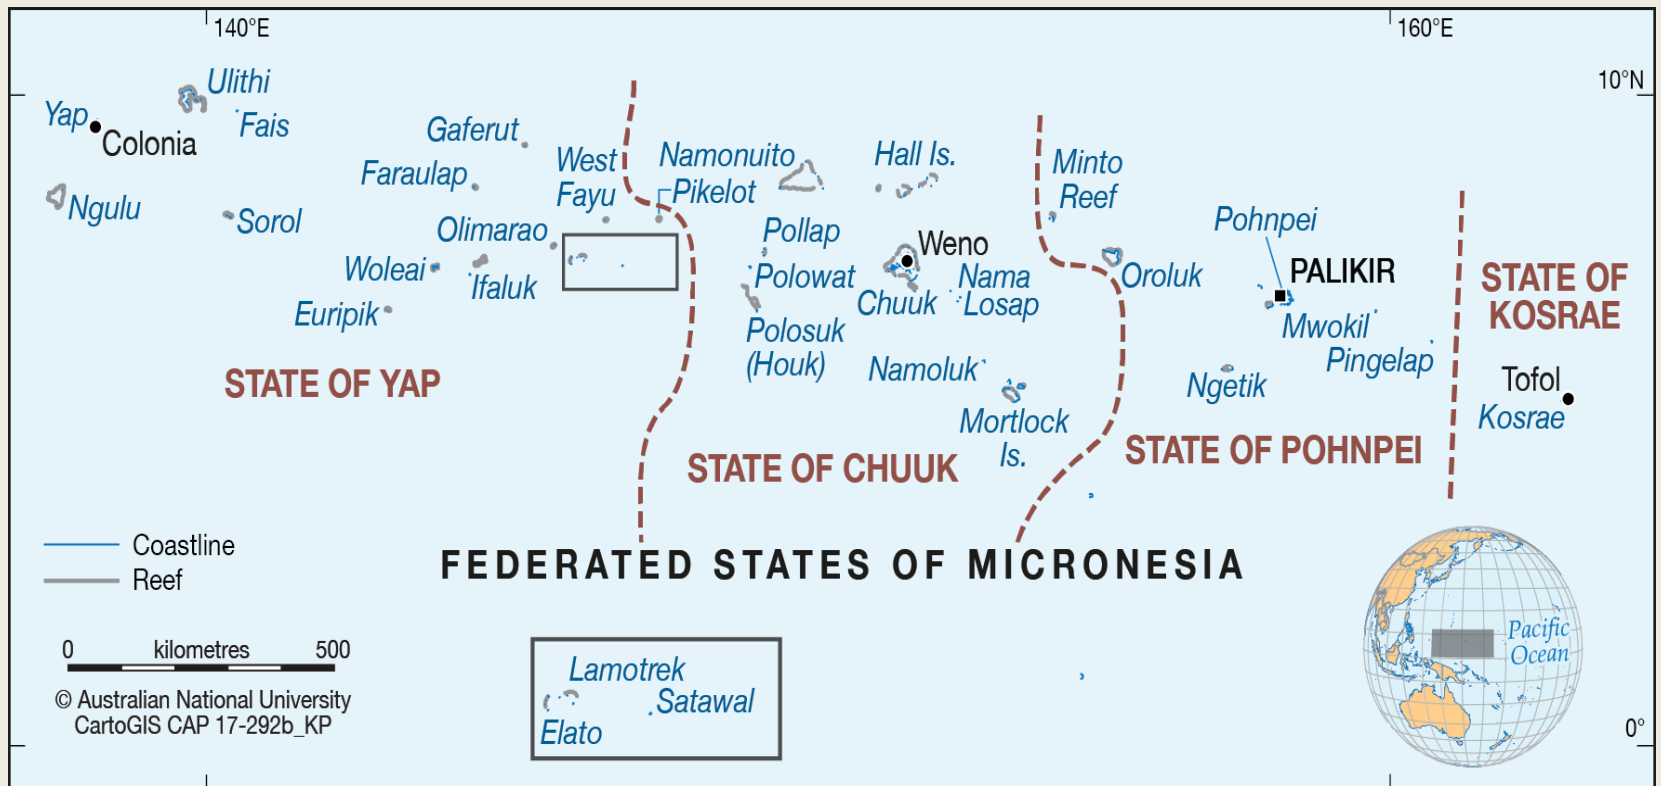 140°E
160°E
10°N
Ulithi
Yap
Fais
Colonia
Gaferut
West
Fayu
Namonuito
Hall Is.
Minto
Reef
Faraulap
Pikelot
Ngulu
Sorol
Olimarao
Pollap
Weno
Pohnpei
Woleai
Ifaluk
Polowat
Nama
Oroluk
PALIKIR
STATE OF
KOSRAE
Euripik
Chuuk
Losap
Polosuk
(Houk)
Mwokil
Pingelap
Namoluk
Ngetik
Tofol
Kosrae
STATE OF YAP
Mortlock
Is.
STATE OF CHUUK
STATE OF POHNPEI
Coastline
Reef
FEDERATED STATES OF MICRONESIA
0 kilometres 500
© Australian National University
CartoGIS CAP 17-292b_KP
Lamotrek
Satawal
Elato
Pacific
Ocean
0°